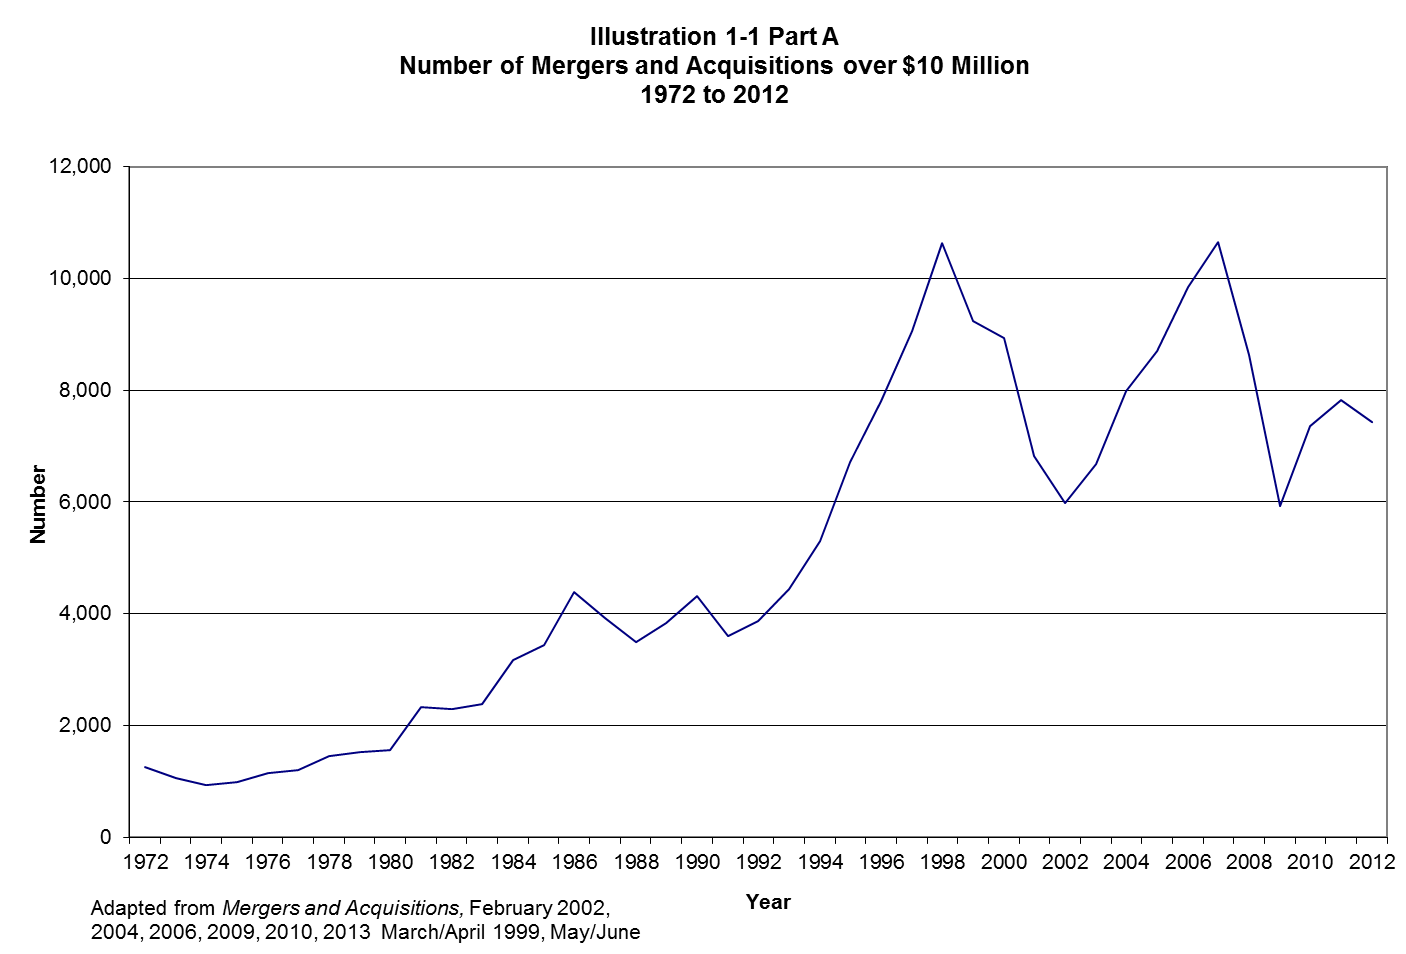 Illustration 1-1 Part A
Number of Mergers and Acquisitions over $10 Million
1972 to 2012
12,000
10,000
8,000
6,000
4,000
2,000
0
Number
1972 1974 1976 1978 1980 1982 1984 1986 1988 1990 1992 1994 1996 1998 2000 2002 2004 2006 2008 2010 2012
Year
Adapted from Mergers and Acquisitions, February 2002,
2004, 2006, 2009, 2010, 2013 March/April 1999, May/June